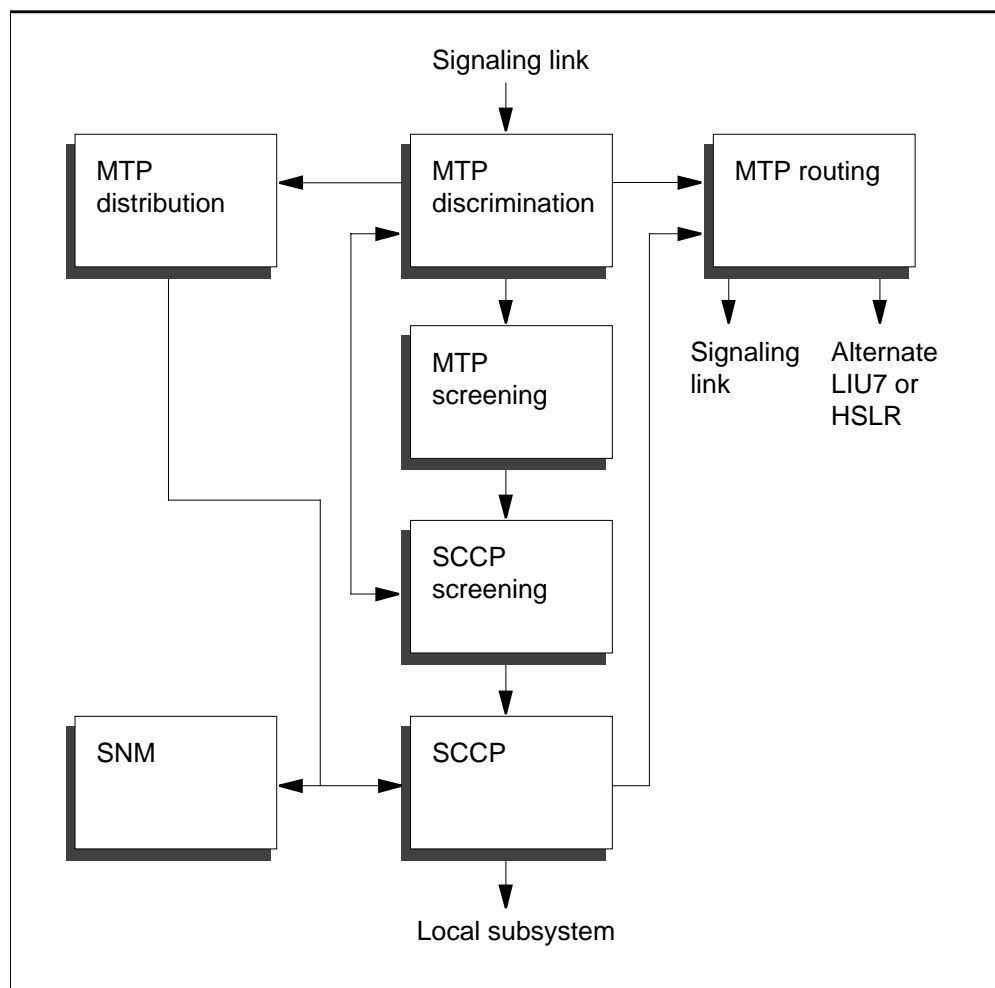 Signaling link
MTP
distribution
MTP
discrimination
MTP routing
MTP
screening
Signaling
link
Alternate
LIU7 or
HSLR
SCCP
screening
SNM
SCCP
Local subsystem